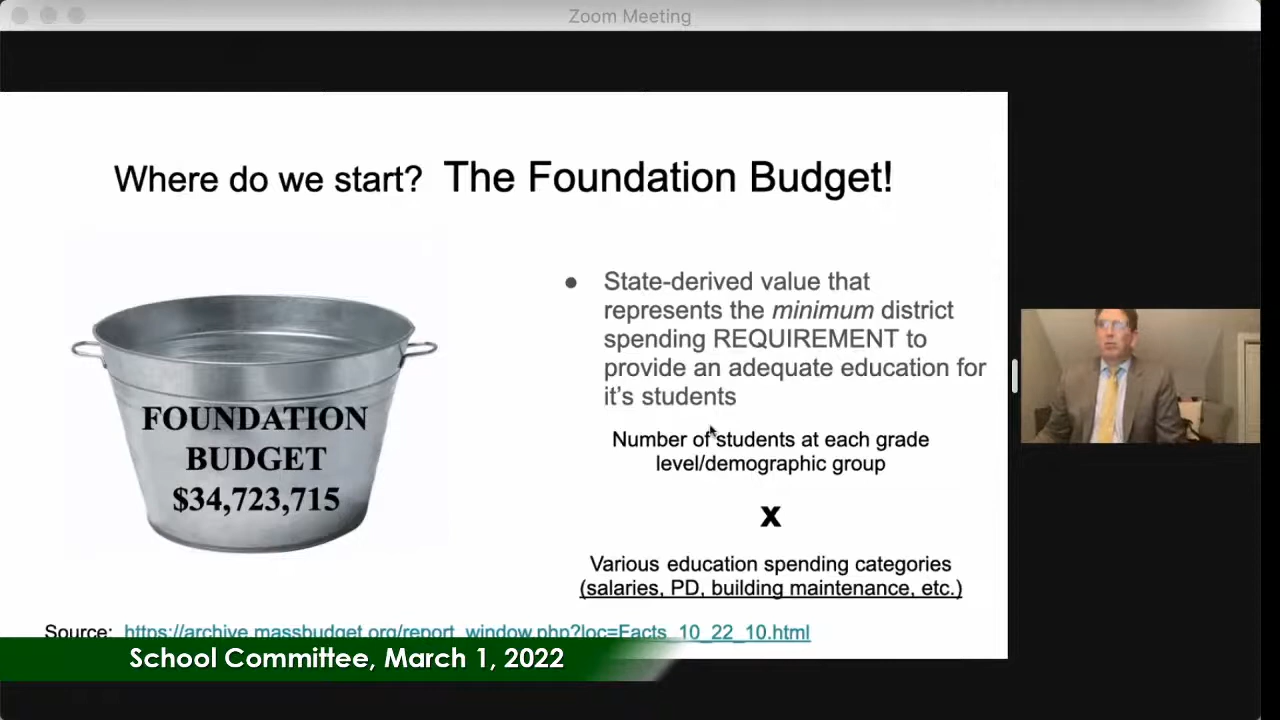 Zoom Meeting
Where do we start? The Foundation Budget!
FOUNDATION
BUDGET
$34,723,715
● State-derived value that
represents the minimum district
spending REQUIREMENT to
provide an adequate education for
it's students
Number of students at each grade
level/demographic group
X
Various education spending categories
(salaries, PD, building maintenance, etc.)
Source: https://archive.massbudget.org/report_window.php?loc=Facts_10_22_10.html
School Committee, March 1, 2022